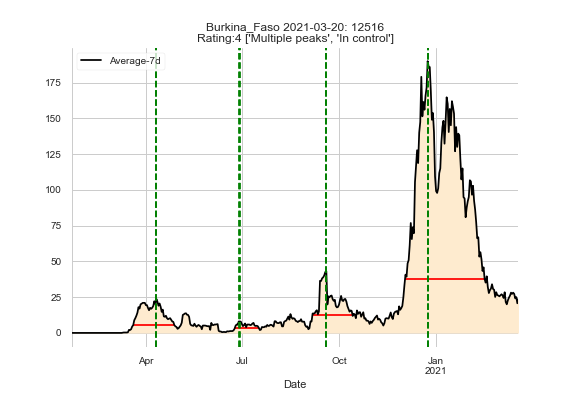 Burkina_Faso 2021-03-20: 12516
Rating:4 ['Multiple peaks', 'In control']
Average-7d
175
150
125
100
75
50
25
0
Apr Jul Oct Jan
2021
Date